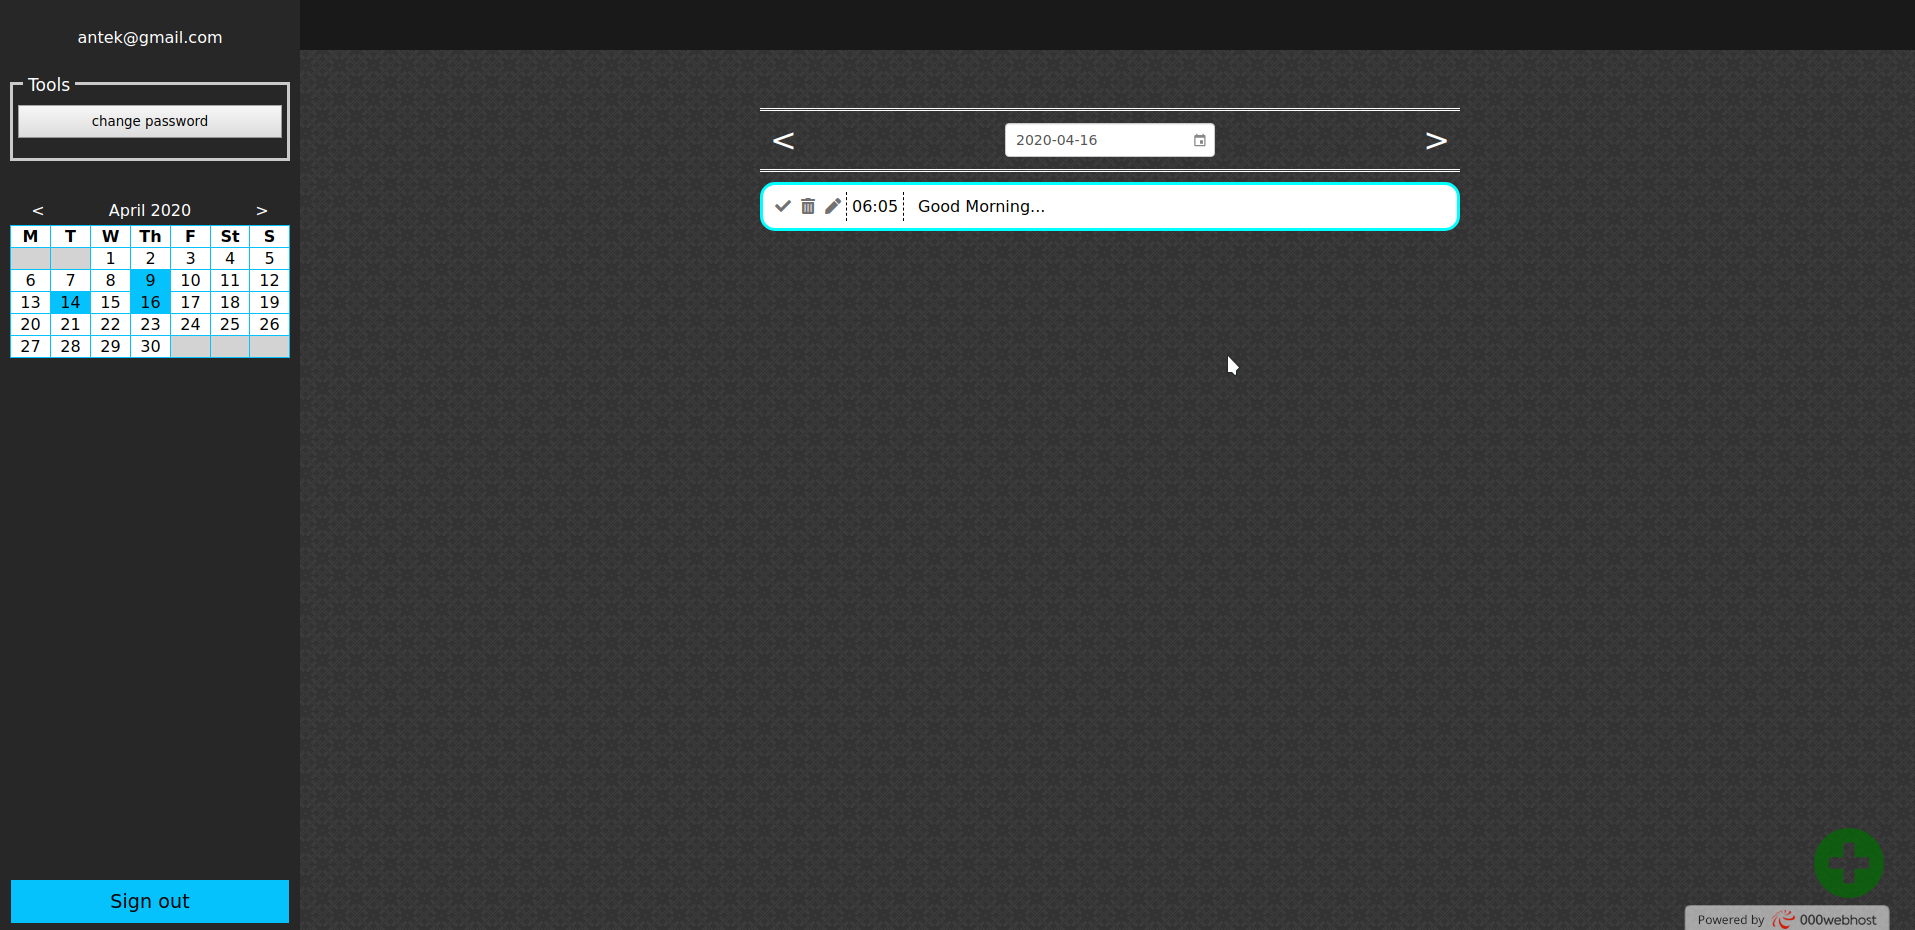 antek@gmail.com
Tools
change password
< April 2020 >
M T W Th F St S
1 2 3 4 5
6 7 8 9 10 11 12
13 14 15 16 17 18 19
20 21 22 23 24 25 26
27 28 29 30
Sign out
< 2020-04-16 >
06:05 Good Morning...
Powered by 000webhost